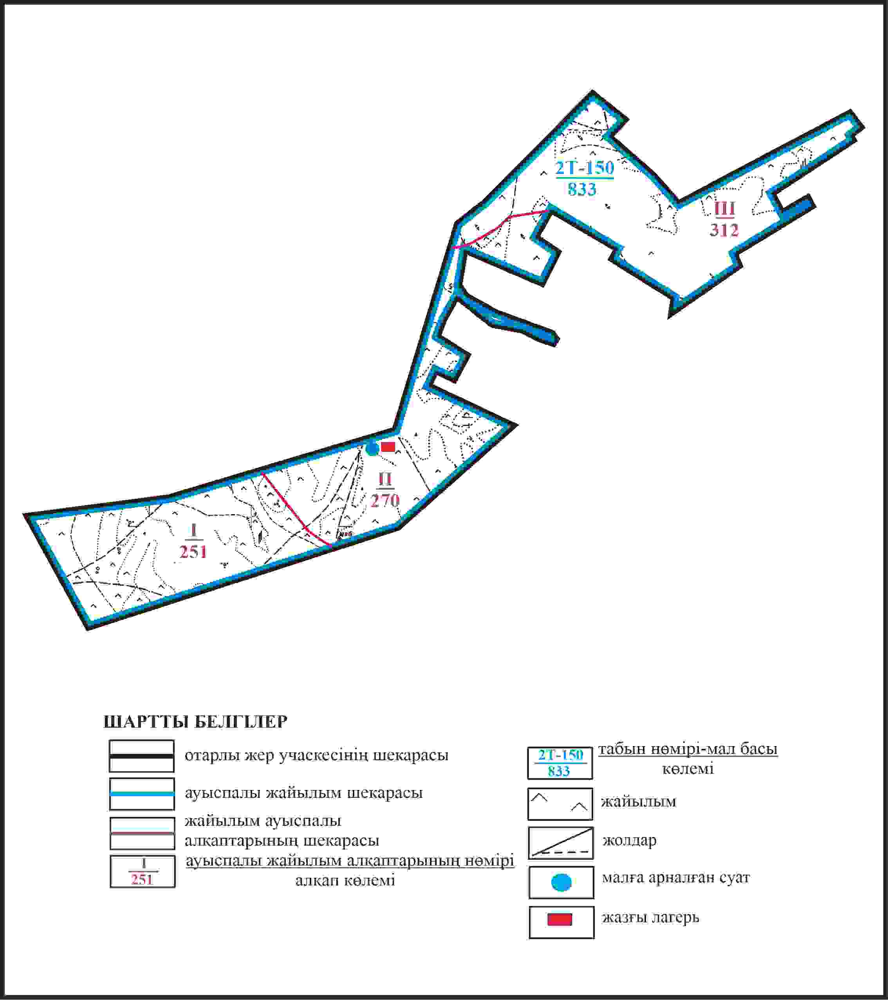 2Т-150
833
III
312
II
270
I
251
ШАРТТЫ БЕЛГІЛЕР
отарлы жер учаскесінің шекарасы
ауыспалы жайылым шекарасы
жайылым ауыспалы
алқаптарының шекарасы
I
251
ауыспалы жайылым алқаптарының нөмірі
алқап көлемі
2Т-150
833
табын нөмірі-мал басы
көлемі
жайылым
жолдар
малға арналған суат
жазғы лагерь